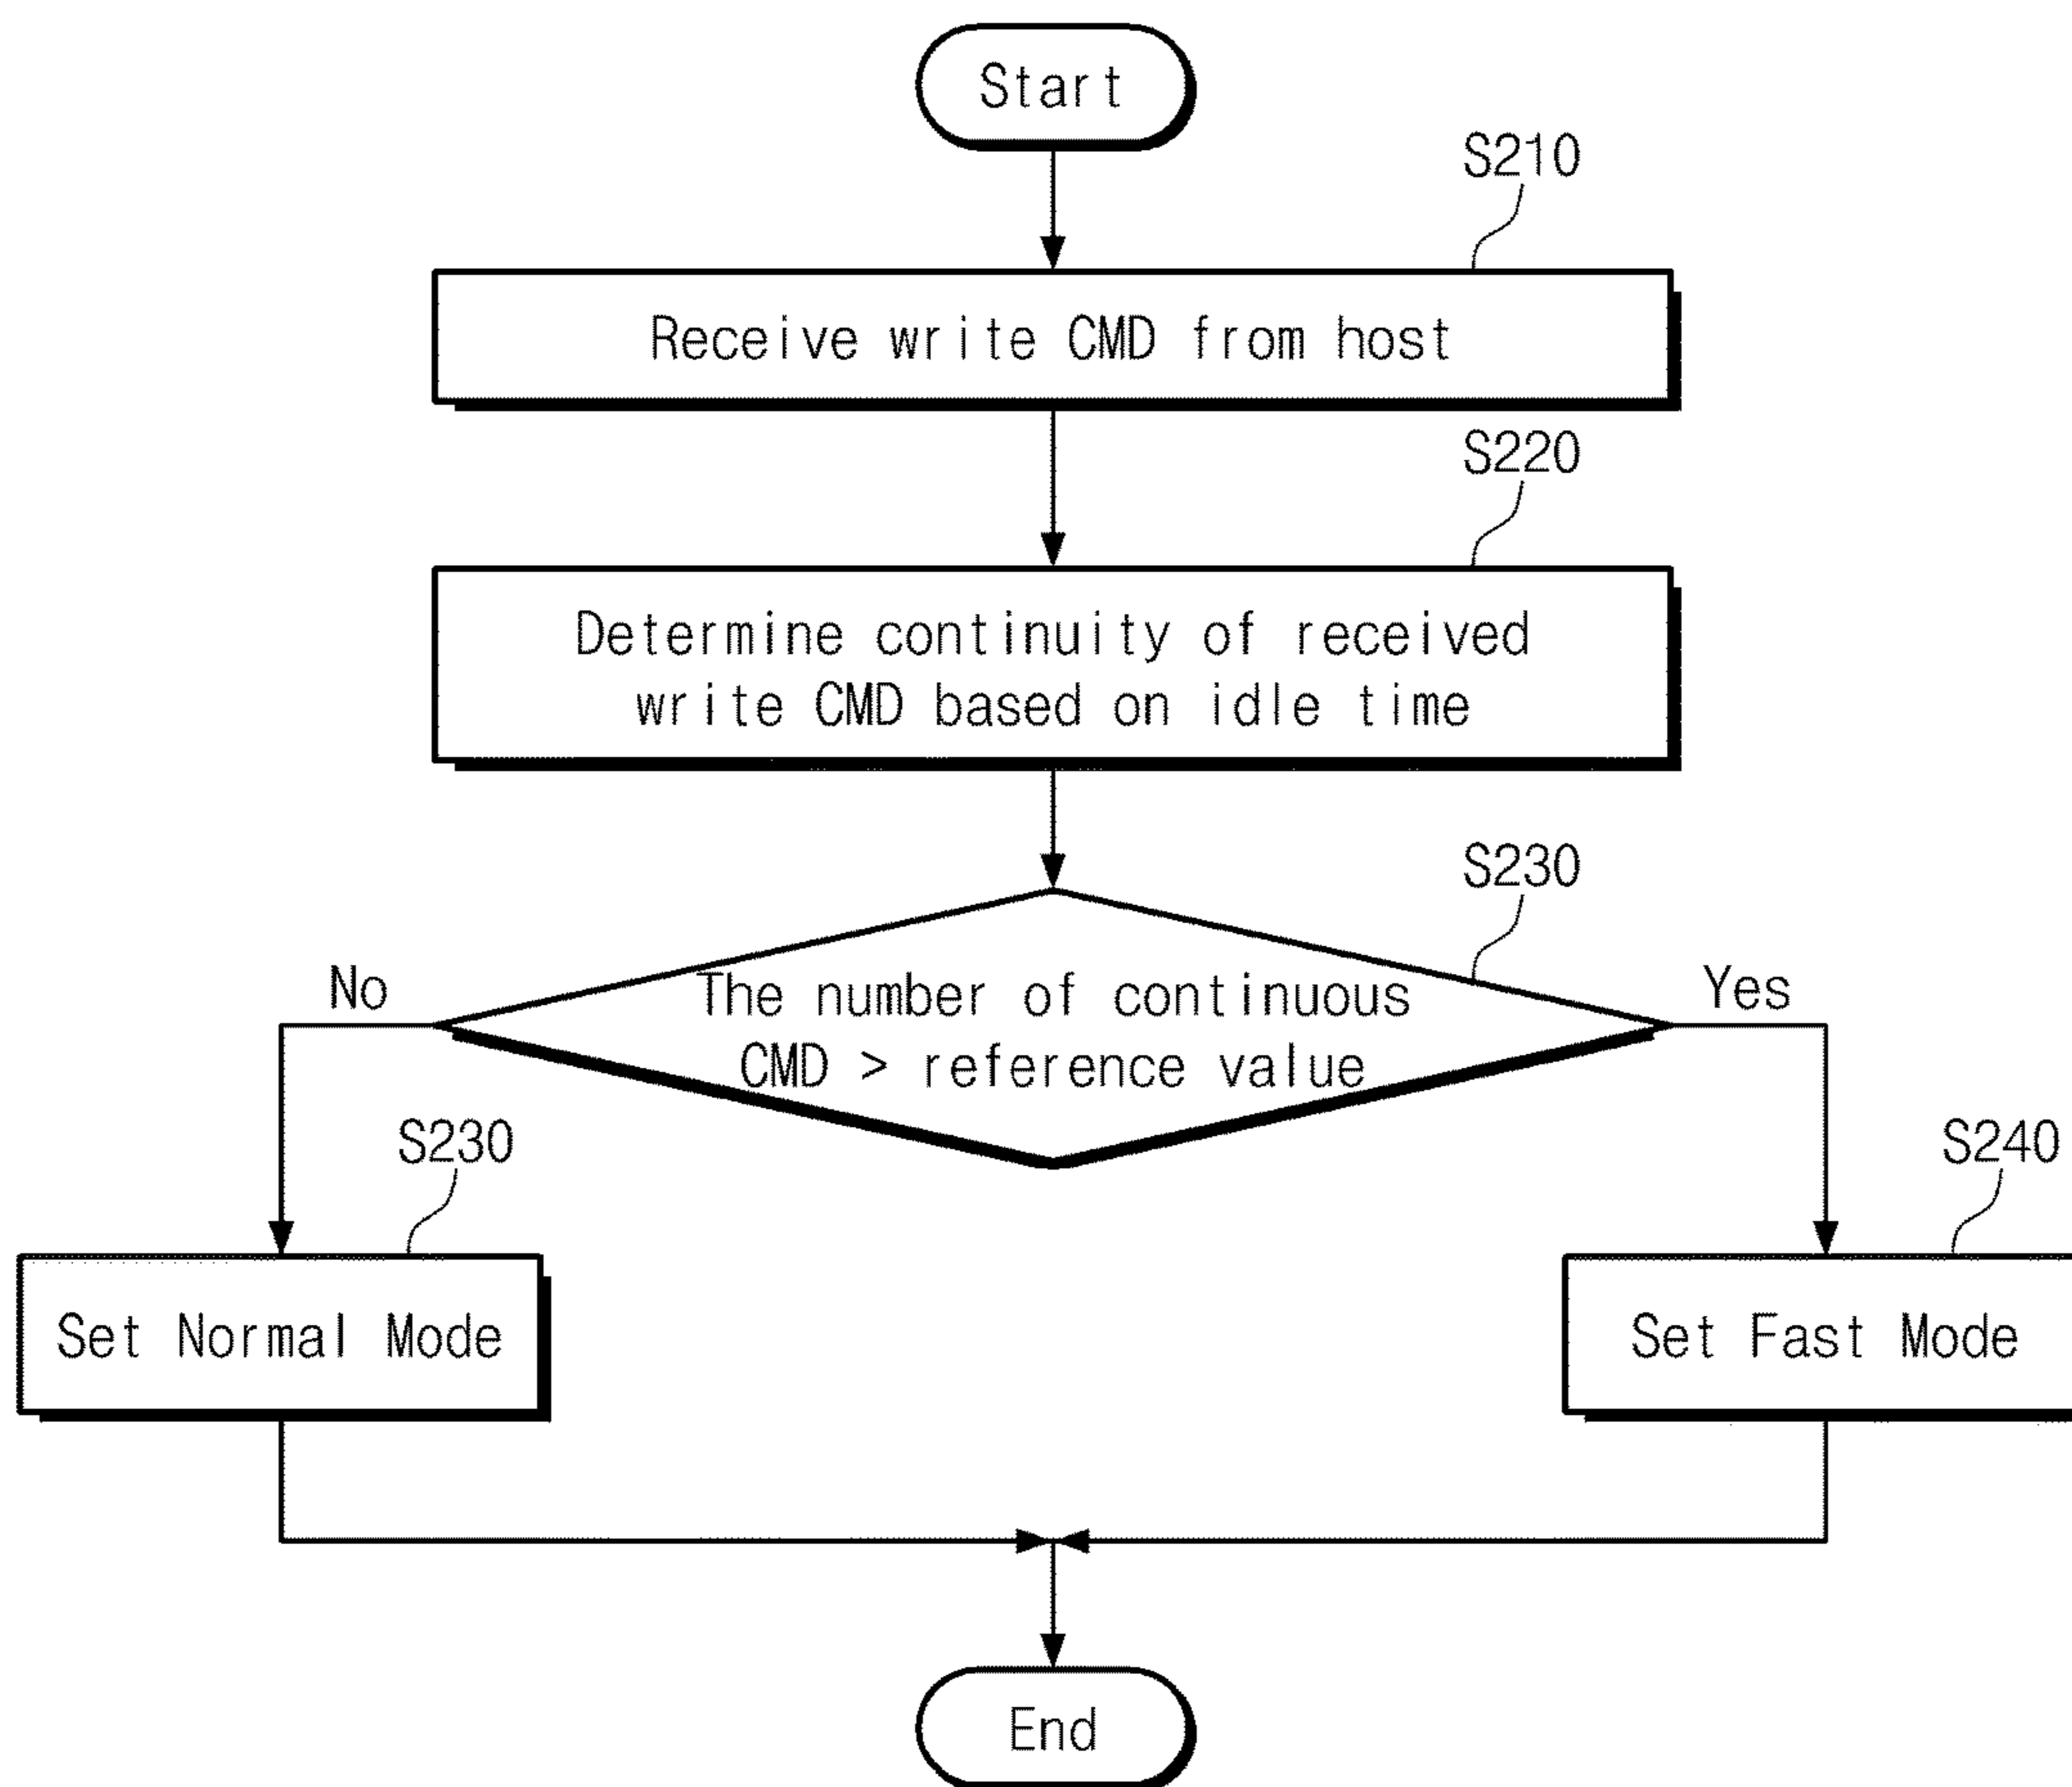 Start
S210
Receive write CMD from host
S220
Determine continuity of received
write CMD based on idle time
S230
No
Yes
The number of continuous
CMD > reference value
S230
S240
Set Normal Mode
Set Fast Mode
End